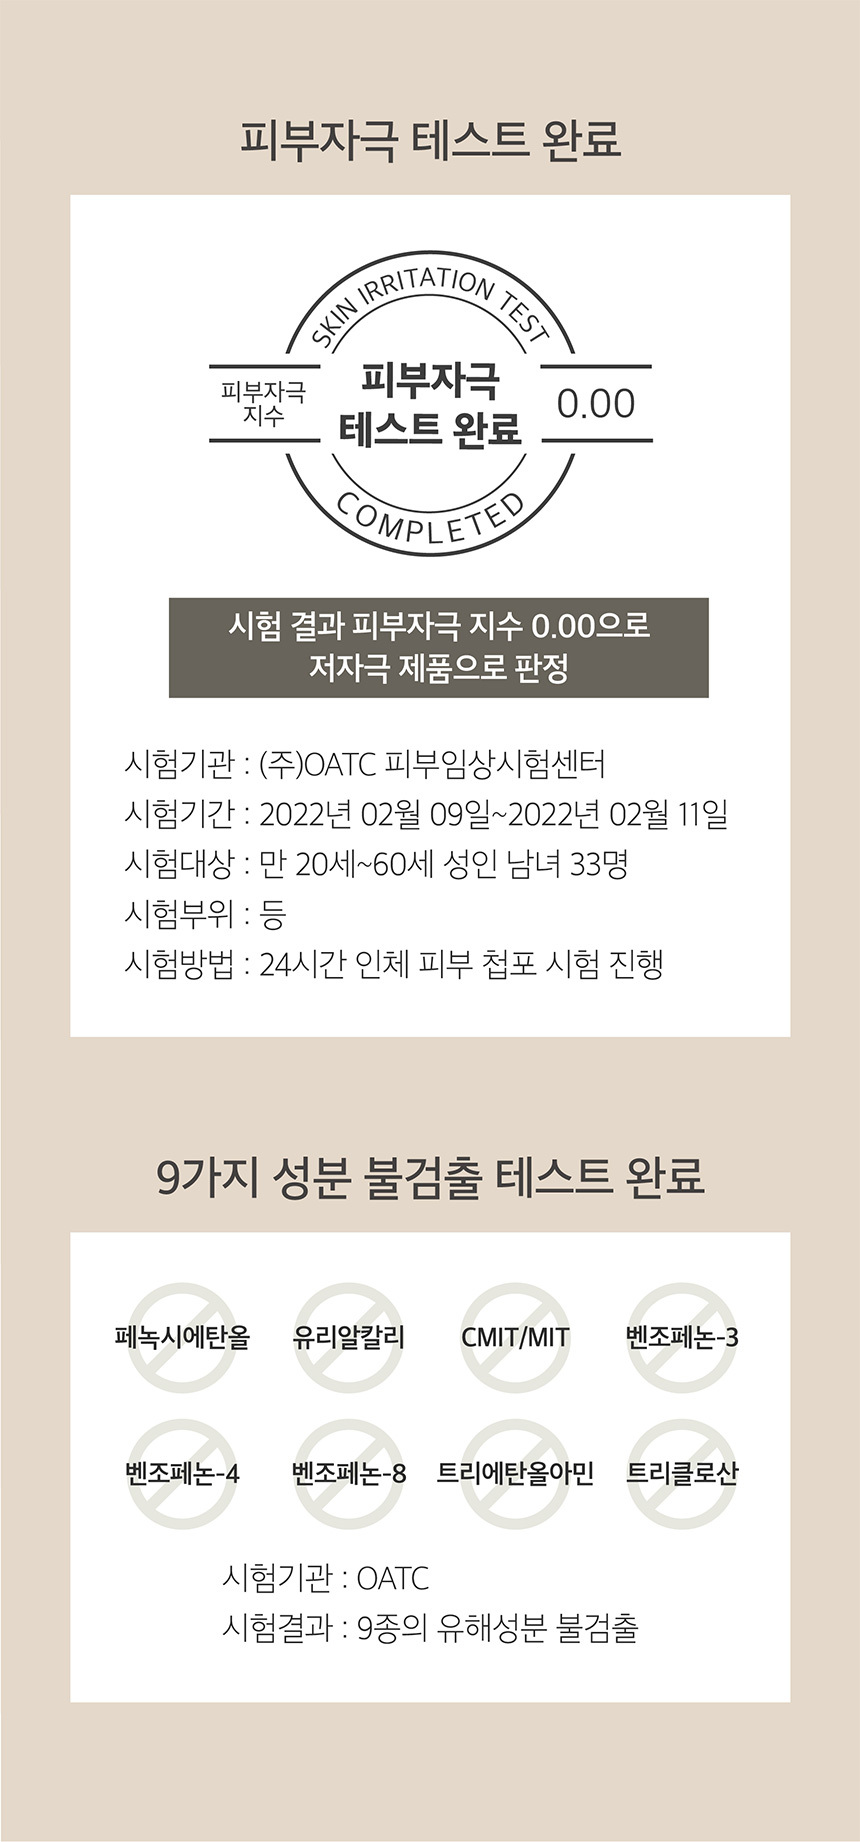 피부자극 테스트 완료
SKIN IRRITATION TEST
피부자극
지수
피부자극
테스트 완료
0.00
COMPLETED
시험 결과 피부자극 지수 0.00으로
저자극 제품으로 판정
시험기관 : (주)OATC 피부임상시험센터
시험기간 : 2022년 02월 09일~2022년 02월 11일
시험대상 : 만 20세~60세 성인 남녀 33명
시험부위 : 등
시험방법 : 24시간 인체 피부 첩포 시험 진행
9가지 성분 불검출 테스트 완료
페녹시에탄올 유리알칼리 CMIT/MIT 벤조페논-3
벤조페논-4 벤조페논-8 트리에탄올아민 트리클로산
시험기관 : OATC
시험결과 : 9종의 유해성분 불검출